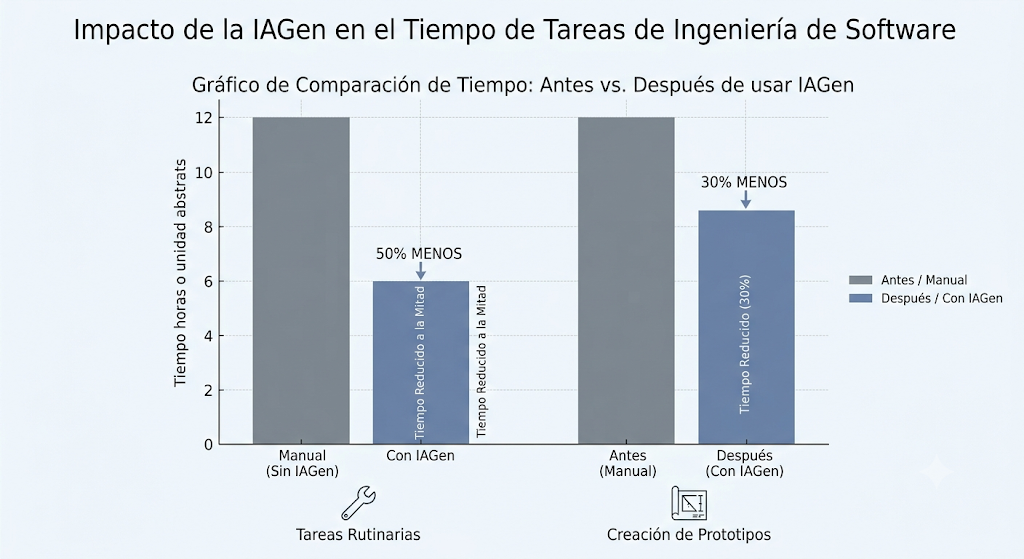 Impacto de la IAGen en el Tiempo de Tareas de Ingeniería de Software
Gráfico de Comparación de Tiempo: Antes vs. Después de usar IAGen
Tiempo horas o unidad abstrats
12
10
8
6
4
2
0
50% MENOS
30% MENOS
Tiempo Reducido a la Mitad
Tiempo Reducido a la Mitad
Tiempo Reducido (30%)
Antes / Manual
Después / Con IAGen
Manual
(Sin IAGen)
Con IAGen
Antes
(Manual)
Después
(Con IAGen)
Tareas Rutinarias
Creación de Prototipos